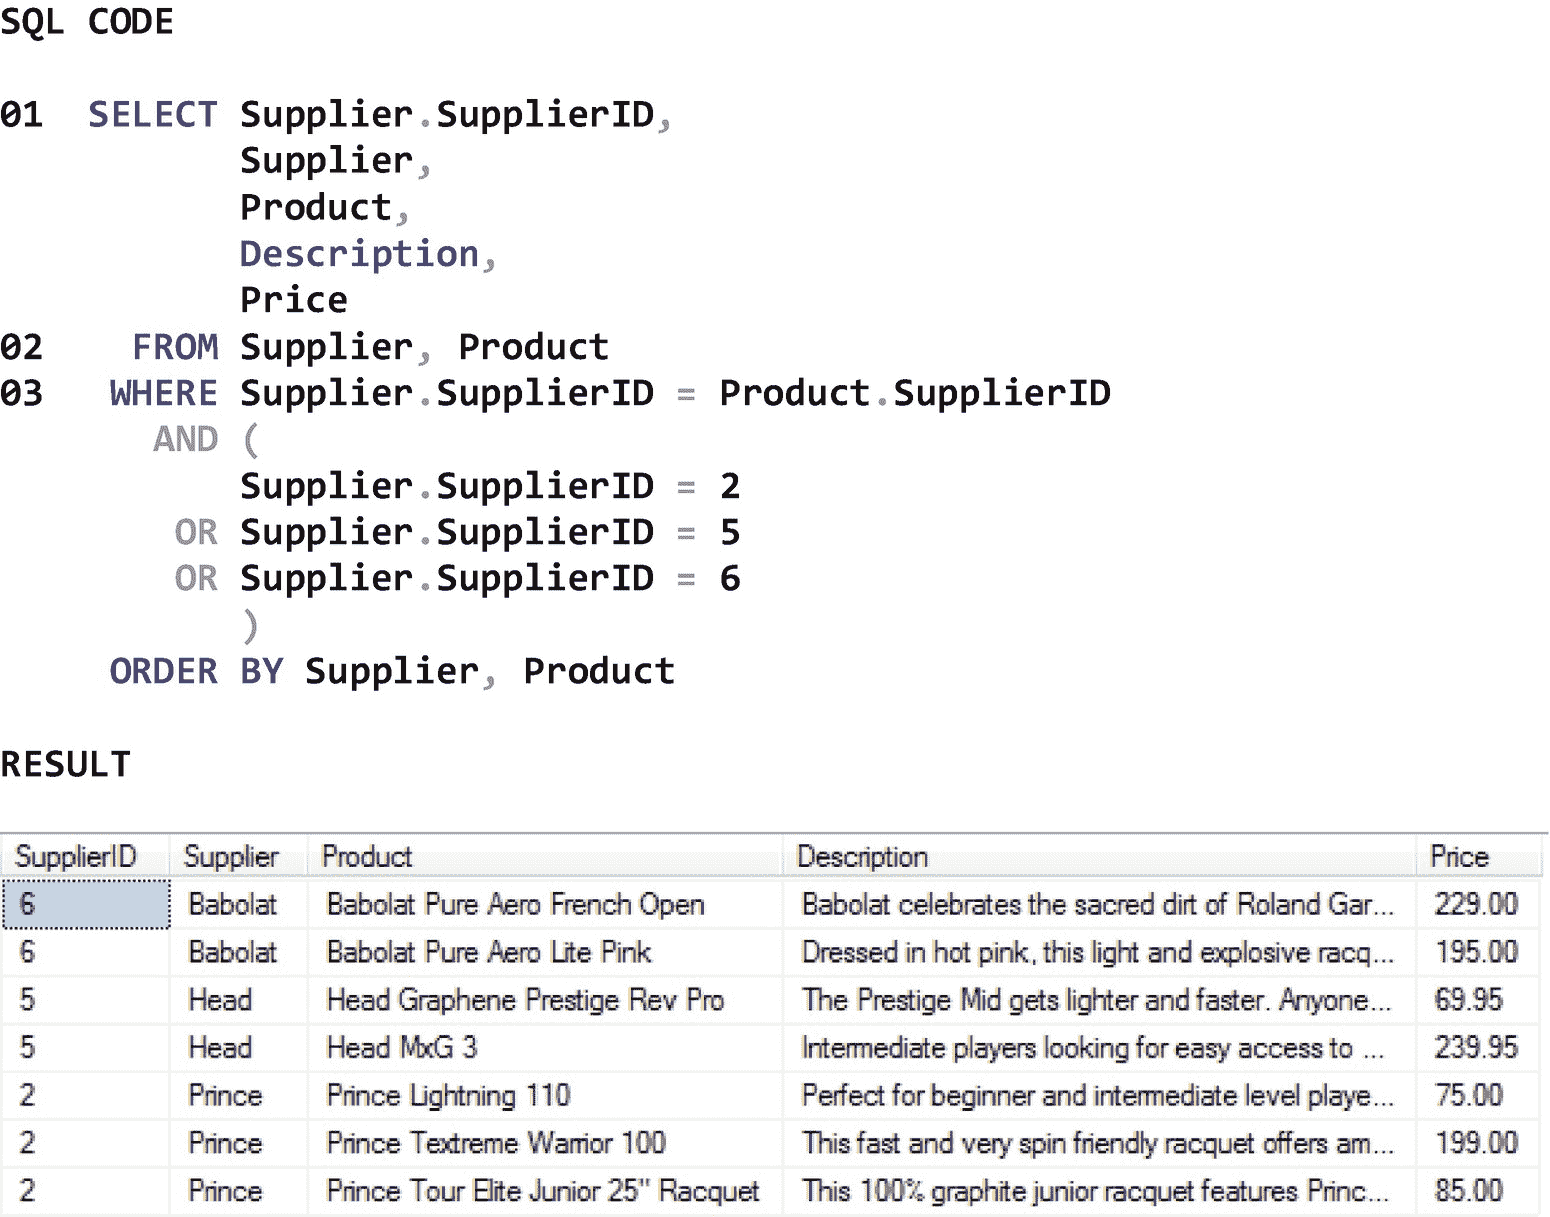 SQL CODE
01 SELECT Supplier.SupplierID,
Supplier,
Product,
Description,
Price
02 FROM Supplier, Product
03 WHERE Supplier.SupplierID = Product.SupplierID
AND (
Supplier.SupplierID = 2
OR Supplier.SupplierID = 5
OR Supplier.SupplierID = 6
)
ORDER BY Supplier, Product
RESULT
SupplierID Supplier Product Description Price
6 Babolat Babolat Pure Aero French Open Babolat celebrates the sacred dirt of Roland Gar... 229.00
6 Babolat Babolat Pure Aero Lite Pink Dressed in hot pink, this light and explosive racq... 195.00
5 Head Head Graphene Prestige Rev Pro The Prestige Mid gets lighter and faster. Anyone... 69.95
5 Head Head MxG 3 Intermediate players looking for easy access to ... 239.95
2 Prince Prince Lightning 110 Perfect for beginner and intermediate level playe... 75.00
2 Prince Prince Textreme Warrior 100 This fast and very spin friendly racquet offers am... 199.00
2 Prince Prince Tour Elite Junior 25" Racquet This 100% graphite junior racquet features Princ... 85.00